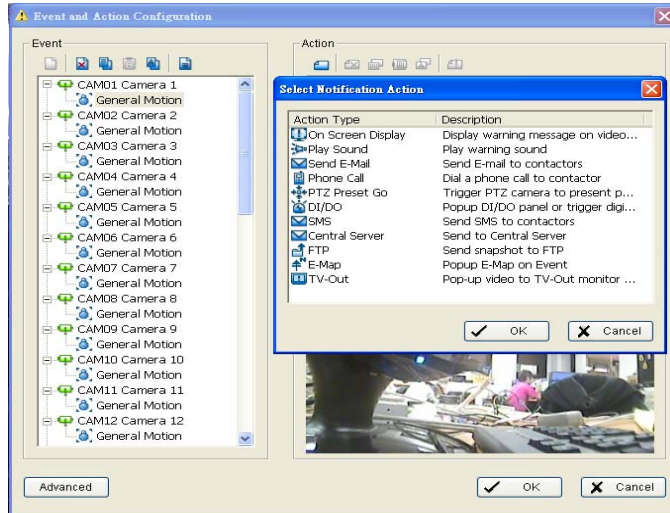 Event and Action Configuration
Event
Action
CAM01 Camera 1
General Motion
CAM02 Camera 2
General Motion
CAM03 Camera 3
General Motion
CAM04 Camera 4
General Motion
CAM05 Camera 5
General Motion
CAM06 Camera 6
General Motion
CAM07 Camera 7
General Motion
CAM08 Camera 8
General Motion
CAM09 Camera 9
General Motion
CAM10 Camera 10
General Motion
CAM11 Camera 11
General Motion
CAM12 Camera 12
General Motion
Select Notification Action
Action Type Description
On Screen Display Display warning message on video...
Play Sound Play warning sound
Send E-Mail Send E-mail to contactors
Phone Call Dial a phone call to contactor
PTZ Preset Go Trigger PTZ camera to present p...
DI/DO Popup DI/DO panel or trigger digi...
SMS Send SMS to contactors
Central Server Send to Central Server
FTP Send snapshot to FTP
E-Map Popup E-Map on Event
TV-Out Pop-up video to TV-Out monitor ...
OK Cancel
Advanced OK Cancel